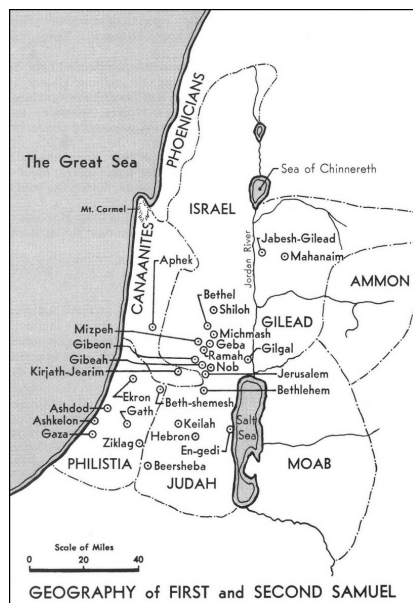 PHOENICIANS
The Great Sea
Sea of Chinnereth
ISRAEL
Mt. Carmel
CANAANITES
Jordan River
Jabesh-Gilead
Mahanaim
Aphek
AMMON
Bethel
Shiloh
GILEAD
Mizpeh
Michmash
Gibeon
Geba
Ramah
Gilgal
Gibeah
Nob
Kirjath-Jearim
Jerusalem
Bethlehem
Ekron
Beth-shemesh
Ashdod
Gath
Ashkelon
Keilah
Salt
Sea
Gaza
Hebron
Ziklag
En-gedi
PHILISTIA
Beersheba
MOAB
JUDAH
Scale of Miles
0 20 40
GEOGRAPHY of FIRST and SECOND SAMUEL